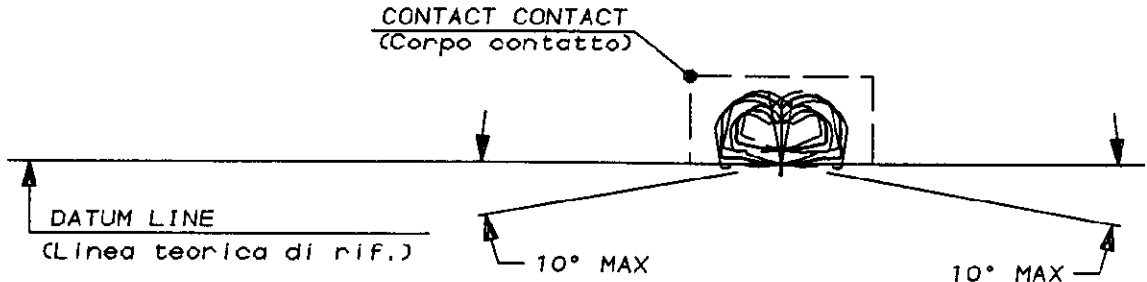 CONTACT CONTACT
(Corpo contatto)
DATUM LINE
(Linea teorica di rif.)
10° MAX
10° MAX